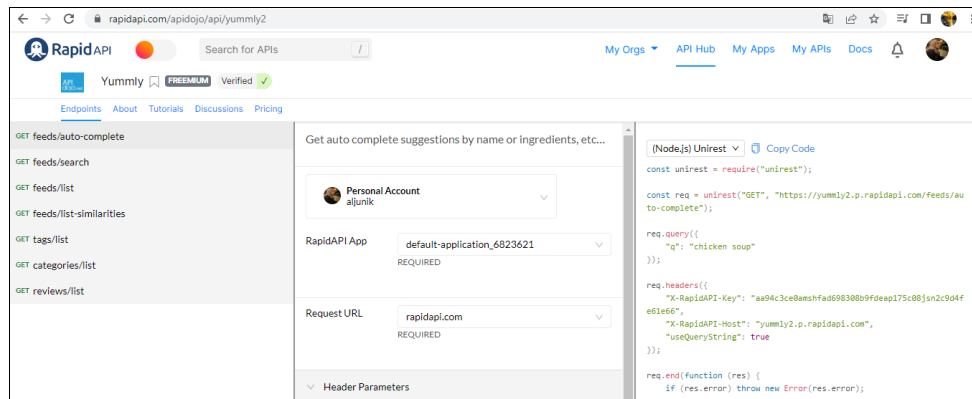 rapidapi.com/apidojo/api/yummly2
Rapid API
Search for APIs
/
My Orgs
API Hub
My Apps
My APIs
Docs
API
Yummly
FREEMIUM
Verified ✓
Endpoints
About
Tutorials
Discussions
Pricing
GET feeds/auto-complete
GET feeds/search
GET feeds/list
GET feeds/list-similarities
GET tags/list
GET categories/list
GET reviews/list
Get auto complete suggestions by name or ingredients, etc...
Personal Account
aljunik
RapidAPI App
default-application_6823621
REQUIRED
Request URL
rapidapi.com
REQUIRED
Header Parameters
(Node.js) Unirest
Copy Code
const unirest = require("unirest");
const req = unirest("GET", "https://yummly2.p.rapidapi.com/feeds/au
to-complete");
req.query({
"q": "chicken soup"
});
req.headers({
"X-RapidAPI-Key": "aa94c3ce0amshfad698308b9fdeap175c08jsn2c9d4f
e61e66",
"X-RapidAPI-Host": "yummly2.p.rapidapi.com",
"useQueryString": true
});
req.end(function (res) {
if (res.error) throw new Error(res.error);